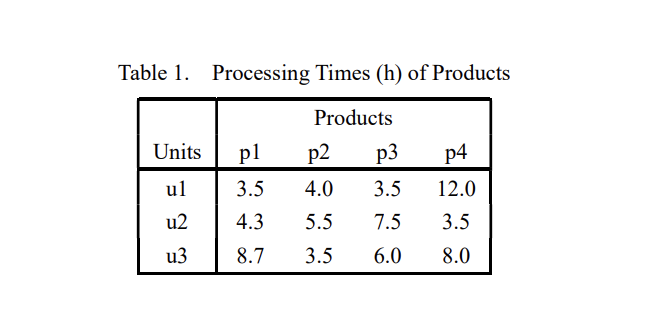 Table 1. Processing Times (h) of Products
Products
Units p1 p2 p3 p4
u1 3.5 4.0 3.5 12.0
u2 4.3 5.5 7.5 3.5
u3 8.7 3.5 6.0 8.0